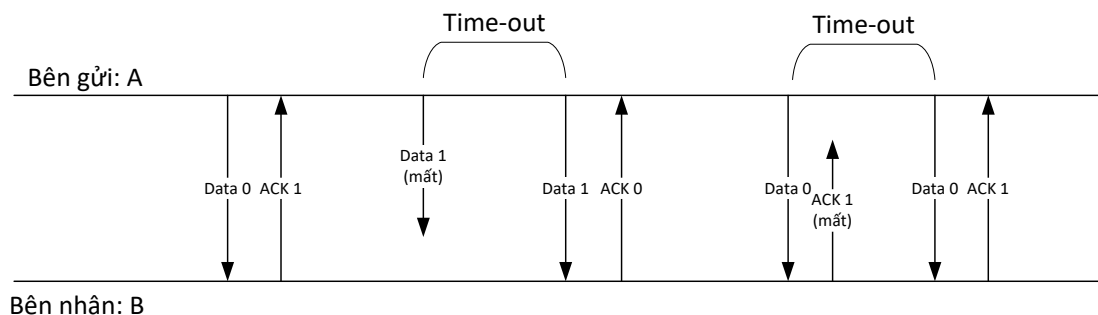 Time-out
Time-out
Bên gửi: A
Data 0
ACK 1
Data 1
(mất)
Data 1
ACK 0
Data 0
ACK 1
(mất)
Data 0
ACK 1
Bên nhân: B